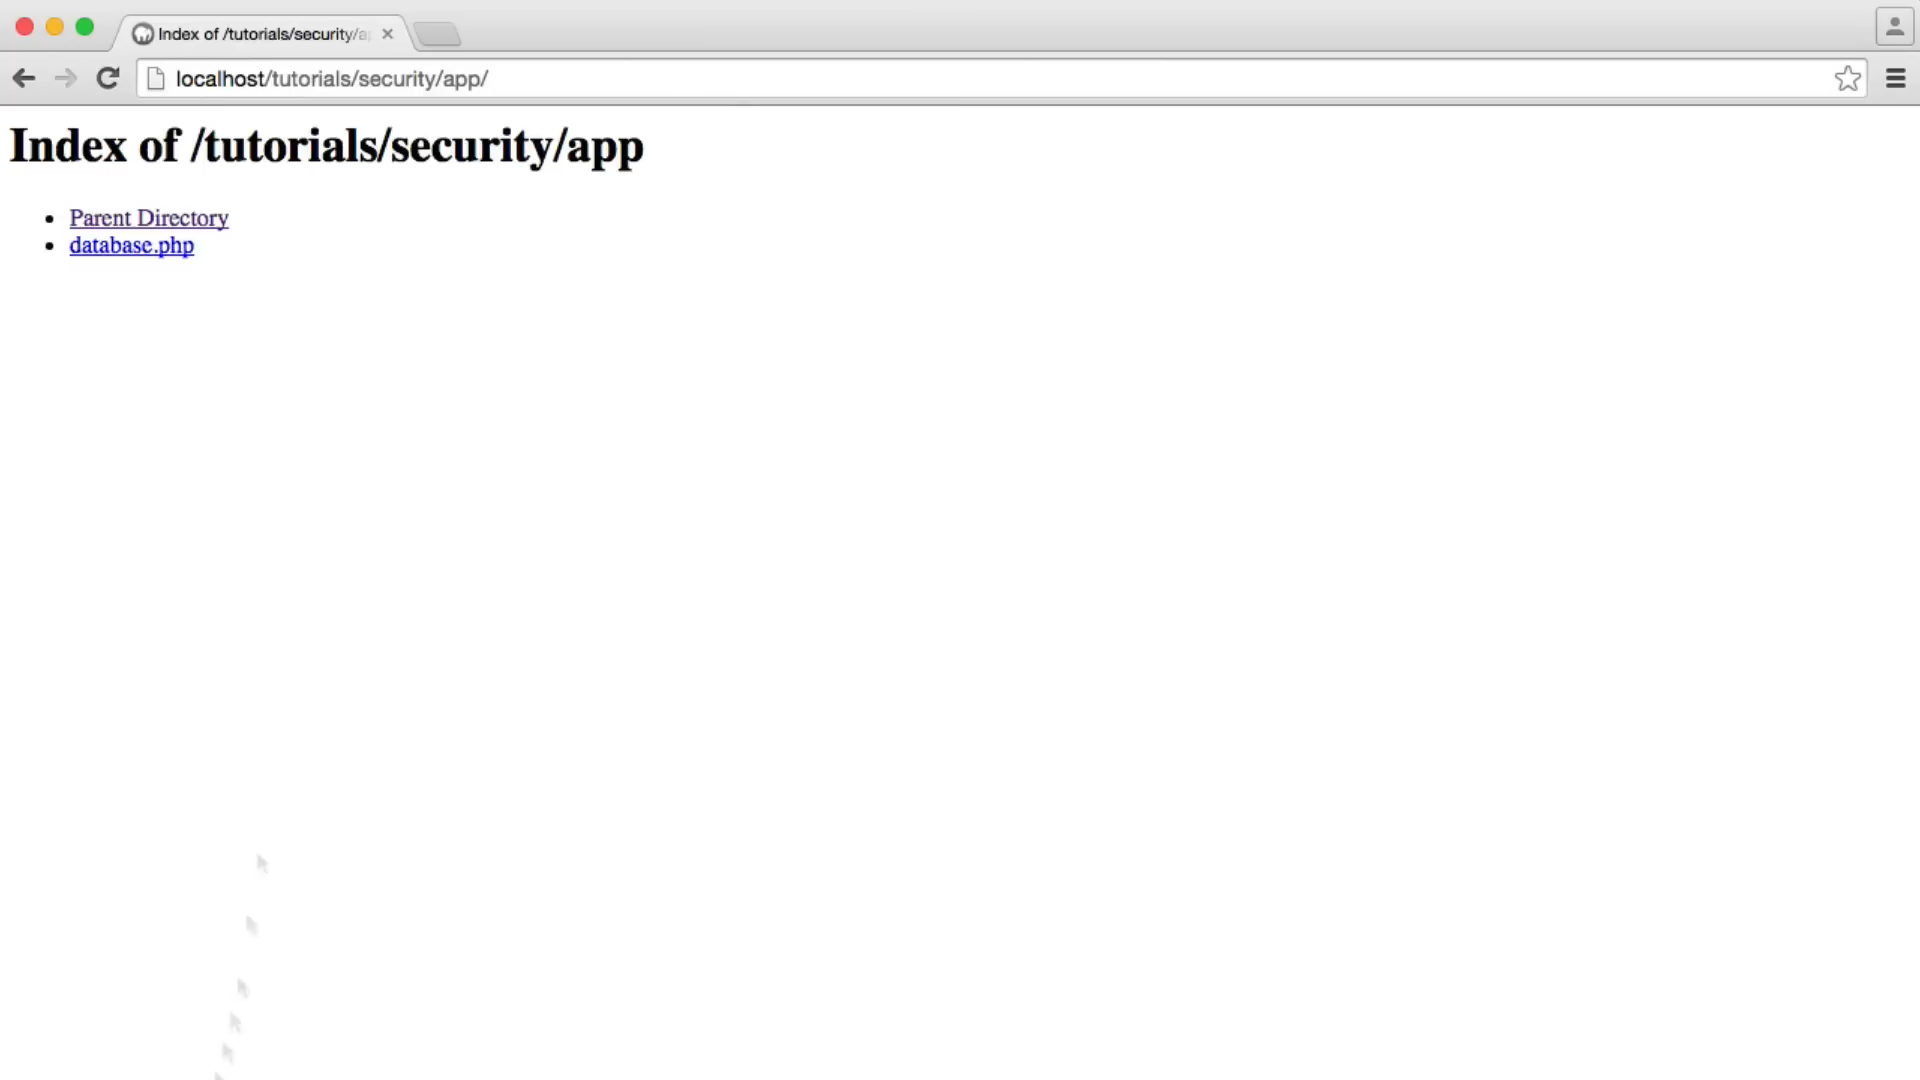 Index of /tutorials/security/a
localhost/tutorials/security/app/
Index of /tutorials/security/app
Parent Directory
database.php